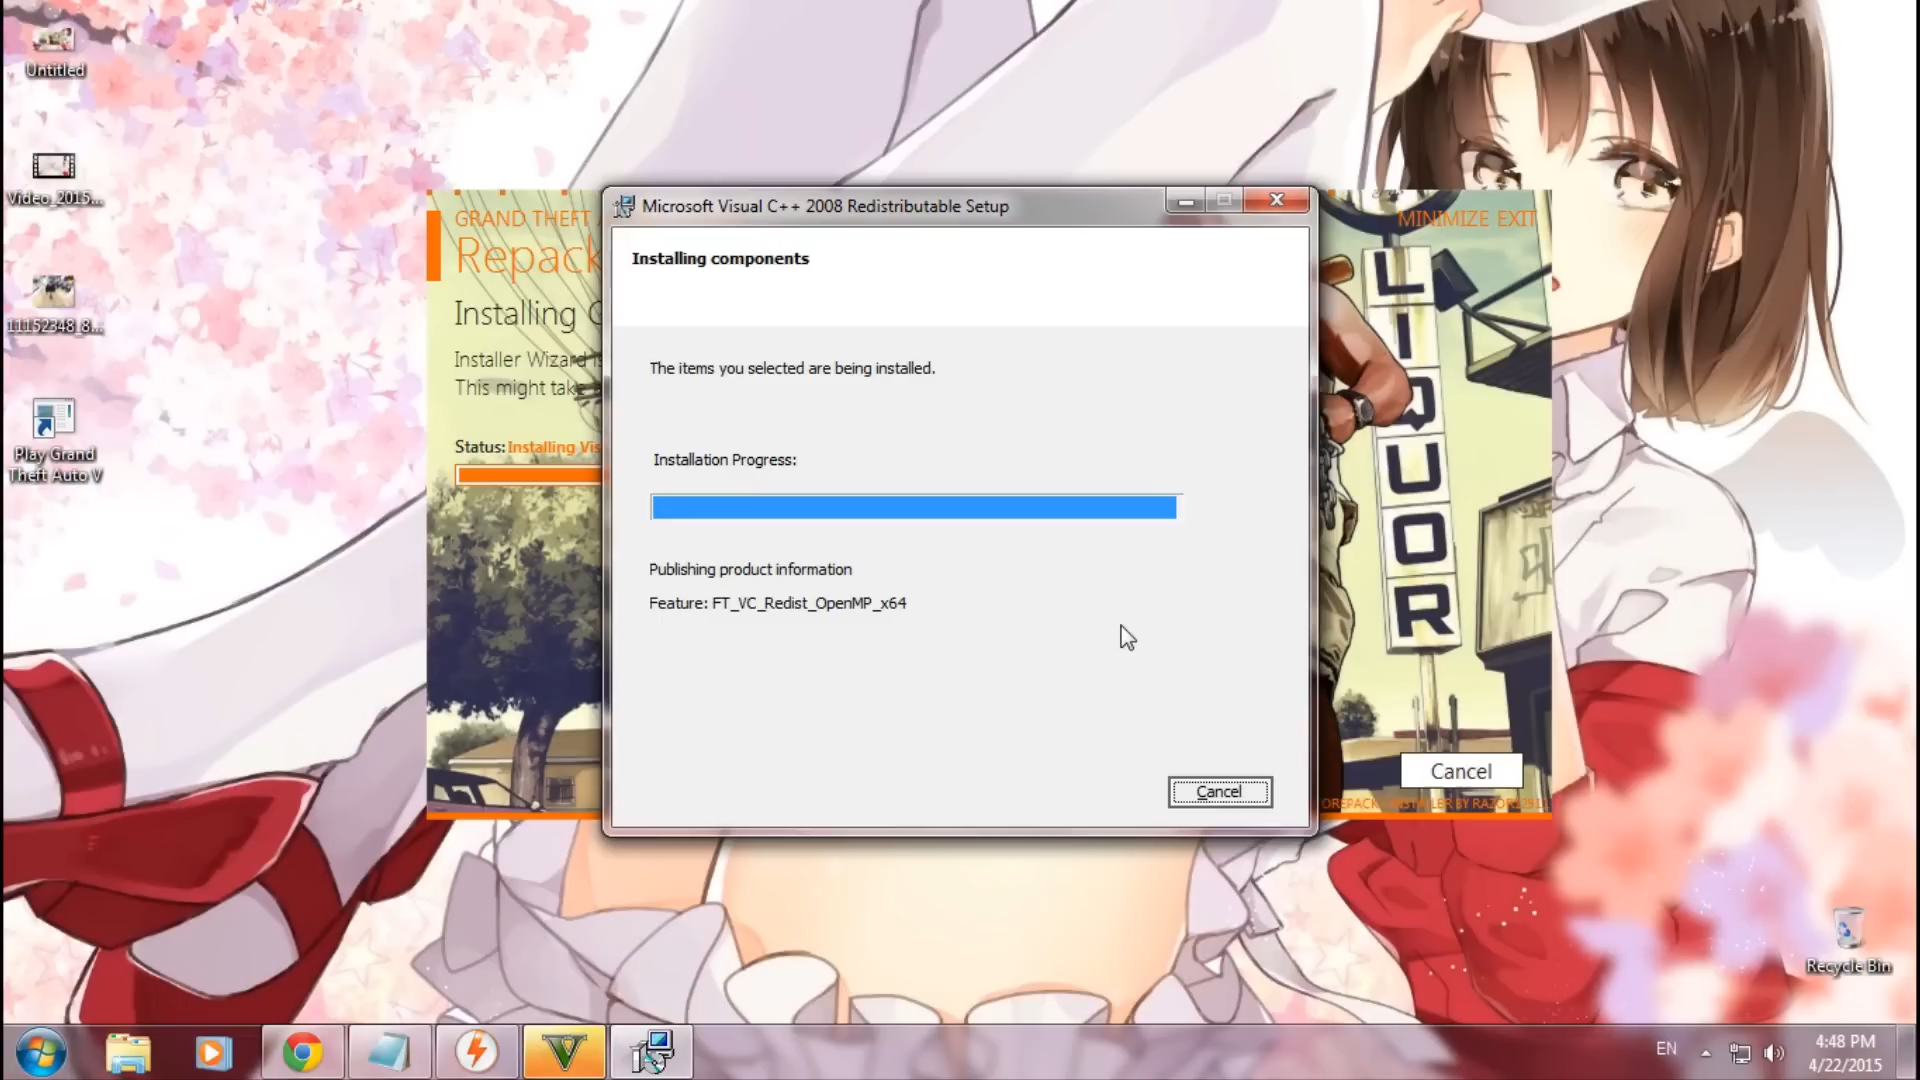 Untitled
Video_2015...
11152348_8...
Play Grand
Theft Auto V
GRAND THEFT
Repack
Installing
Installer Wizard
This might take
Status: Installing Vis
MINIMIZE EXIT
LIQUOR
Cancel
Microsoft Visual C++ 2008 Redistributable Setup
Installing components
The items you selected are being installed.
Installation Progress:
Publishing product information
Feature: FT_VC_Redist_OpenMP_x64
Cancel
Recycle Bin
EN
4:48 PM
4/22/2015